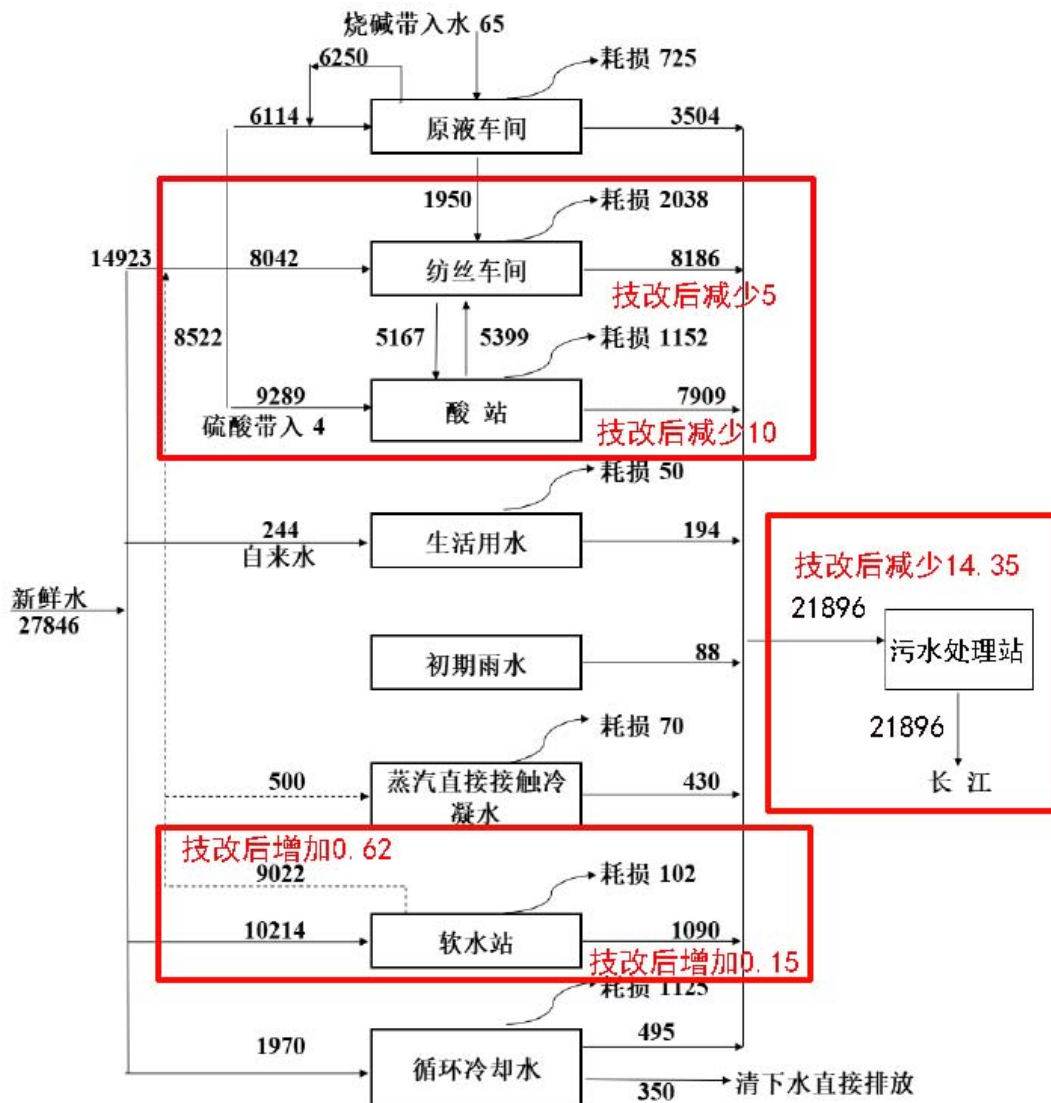 烧碱带入水 65
6250
耗损 725
6114
原液车间
3504
1950
耗损 2038
14923
8042
纺丝车间
8186
技改后减少5
8522
5167
5399
耗损 1152
9289
硫酸带入 4
酸 站
7909
技改后减少10
耗损 50
244
自来水
生活用水
194
新鲜水
27846
技改后减少14.35
21896
污水处理站
初期雨水
88
21896
长 江
耗损 70
500
蒸汽直接接触冷
凝水
430
技改后增加0.62
9022
耗损 102
10214
软水站
1090
技改后增加0.15
耗损 1125
1970
循环冷却水
495
350
清下水直接排放